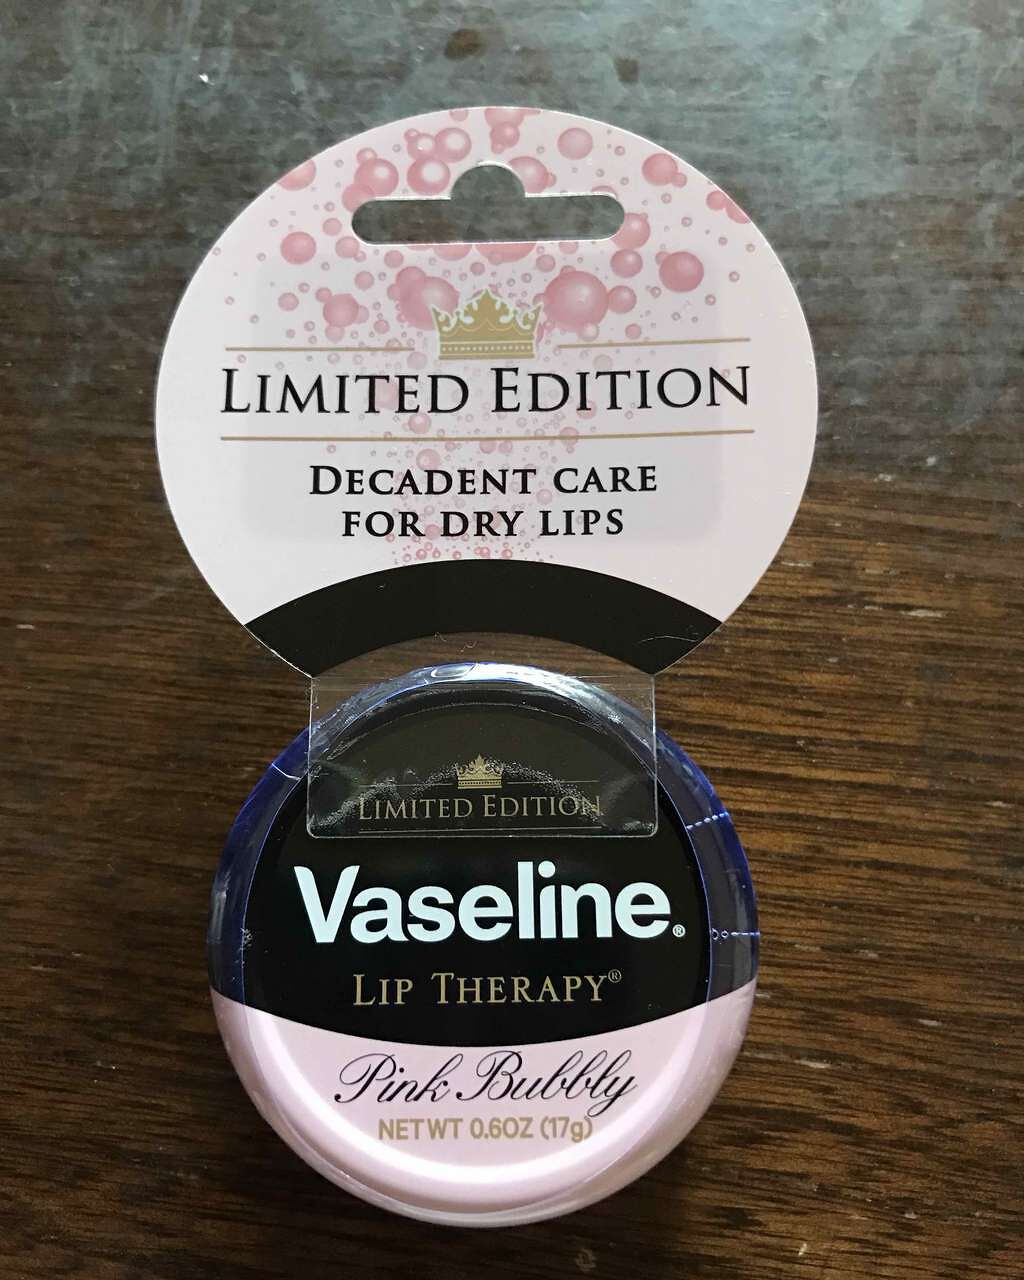 LIMITED EDITION
DECADENT CARE
FOR DRY LIPS
LIMITED EDITION
Vaseline®
LIP THERAPY®
Pink Bubbly
NET WT 0.6OZ (17g)